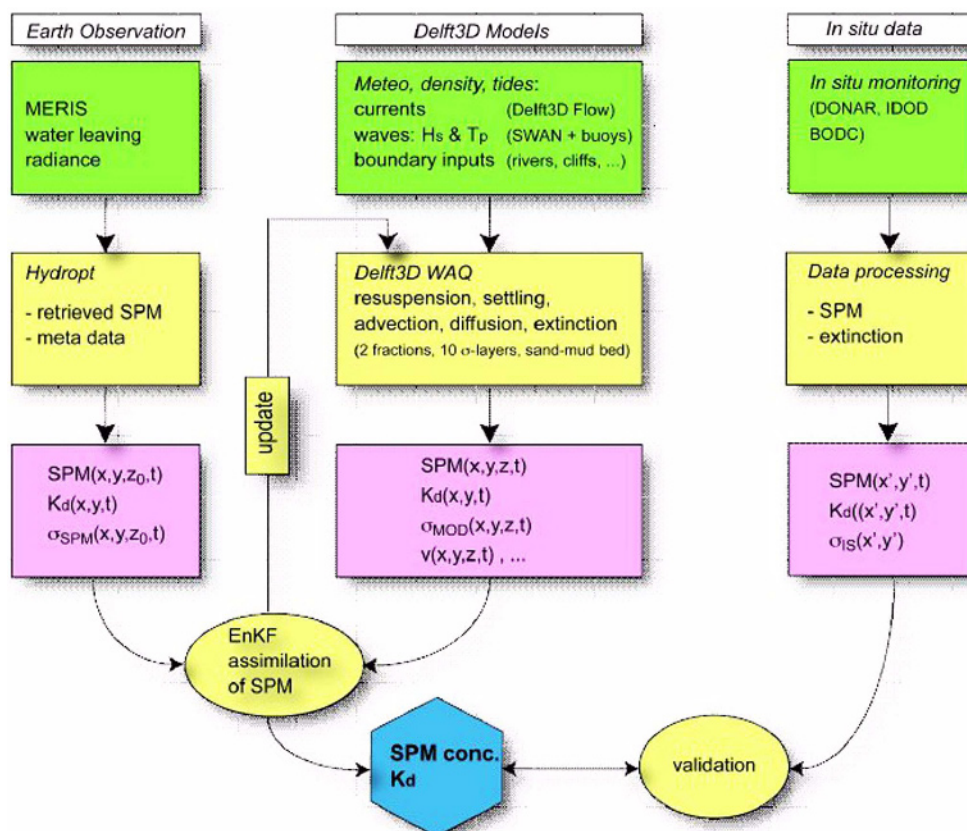 Earth Observation
MERIS
water leaving
radiance
Hydropt
- retrieved SPM
- meta data
SPM(x,y,z₀,t)
Kd(x,y,t)
σSPM(x,y,z₀,t)
Delft3D Models
Meteo, density, tides:
currents (Delft3D Flow)
waves: Hs & Tp (SWAN + buoys)
boundary inputs (rivers, cliffs, ...)
Delft3D WAQ
resuspension, settling,
advection, diffusion, extinction
(2 fractions, 10 σ-layers, sand-mud bed)
update
SPM(x,y,z,t)
Kd(x,y,t)
σMOD(x,y,z,t)
v(x,y,z,t) , ...
In situ data
In situ monitoring
(DONAR, IDOD
BODC)
Data processing
- SPM
- extinction
SPM(x',y',t)
Kd((x',y',t)
σIS(x',y')
EnKF
assimilation
of SPM
SPM conc.
Kd
validation